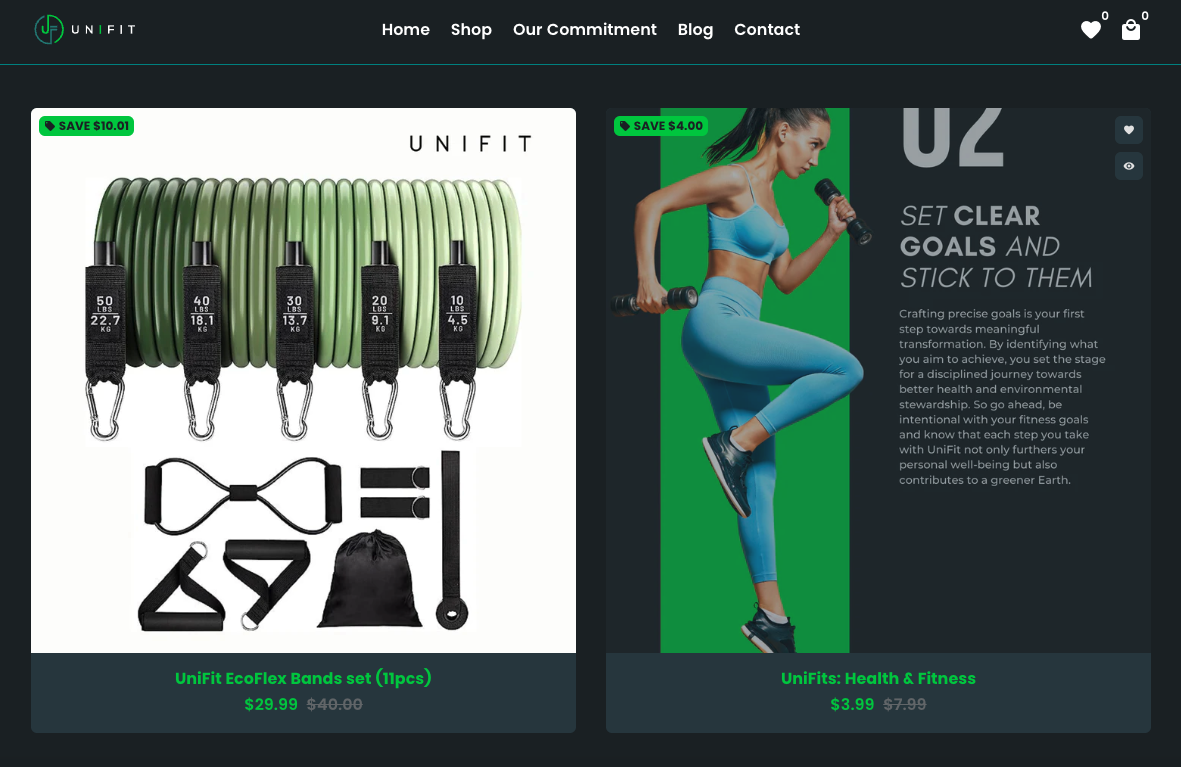 UNIFIT
Home
Shop
Our Commitment
Blog
Contact
0
0
SAVE $10.01
UNIFIT
50
LBS
22.7
KG
40
LBS
18.1
KG
30
LBS
13.7
KG
20
LBS
9.1
KG
10
LBS
4.5
KG
UniFit EcoFlex Bands set (11pcs)
$29.99 $40.00
SAVE $4.00
02
SET CLEAR
GOALS AND
STICK TO THEM
Crafting precise goals is your first
step towards meaningful
transformation. By identifying what
you aim to achieve, you set the stage
for a disciplined journey towards
better health and environmental
stewardship. So go ahead, be
intentional with your fitness goals
and know that each step you take
with UniFit not only furthers your
personal well-being but also
contributes to a greener Earth.
UniFits: Health & Fitness
$3.99 $7.99